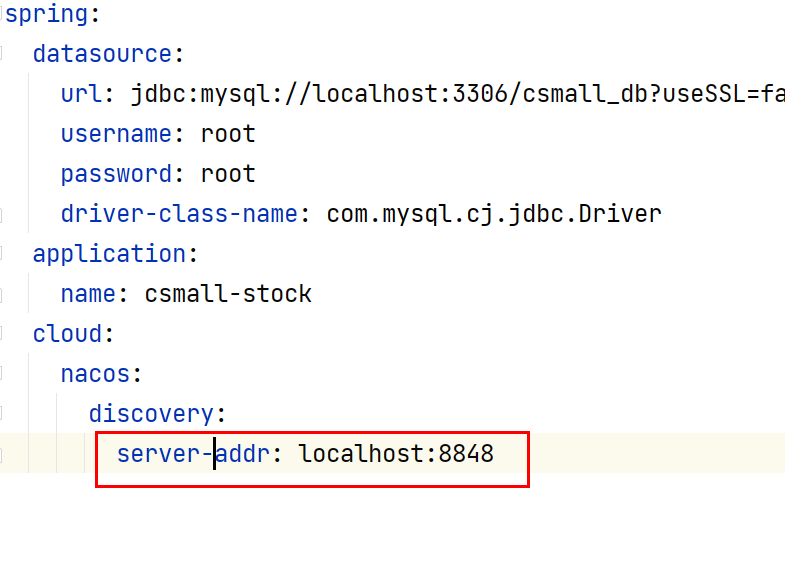 spring:
datasource:
url: jdbc:mysql://localhost:3306/csmall_db?useSSL=fa
username: root
password: root
driver-class-name: com.mysql.cj.jdbc.Driver
application:
name: csmall-stock
cloud:
nacos:
discovery:
server-addr: localhost:8848